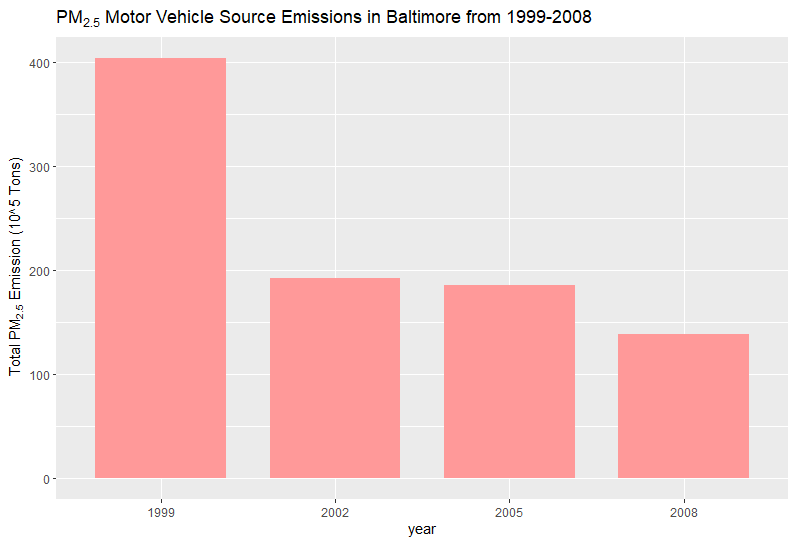 PM2.5 Motor Vehicle Source Emissions in Baltimore from 1999-2008
Total PM2.5 Emission (10^5 Tons)
400
300
200
100
0
1999 2002 2005 2008
year